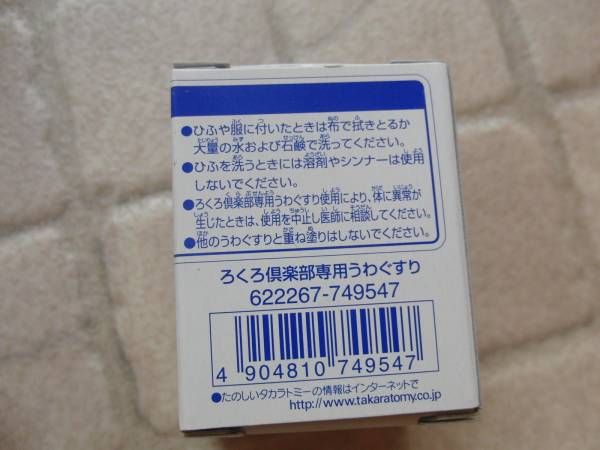 ●ひふや服に付いたときは布で拭きとるか
大量の水および石鹸で洗ってください。
●ひふを洗うときには溶剤やシンナーは使用
しないでください。
●ろくろ倶楽部専用うわぐすり使用により、体に異常が
生じたときは、使用を中止し医師に相談してください。
●他のうわぐすりと重ね塗りはしないでください。
ろくろ倶楽部専用うわぐすり
622267-749547
4 904810 749547
●たのしいタカラトミーの情報はインターネットで
http://www.takaratomy.co.jp